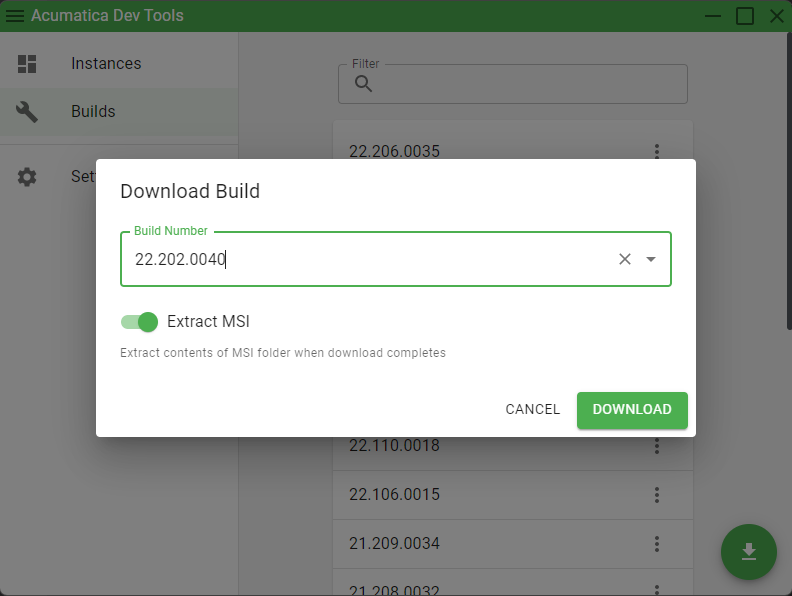 Acumatica Dev Tools
Instances
Builds
Set
Filter
22.206.0035
Download Build
Build Number
22.202.0040
Extract MSI
Extract contents of MSI folder when download completes
CANCEL
DOWNLOAD
22.110.0018
22.106.0015
21.209.0034
21.208.0032